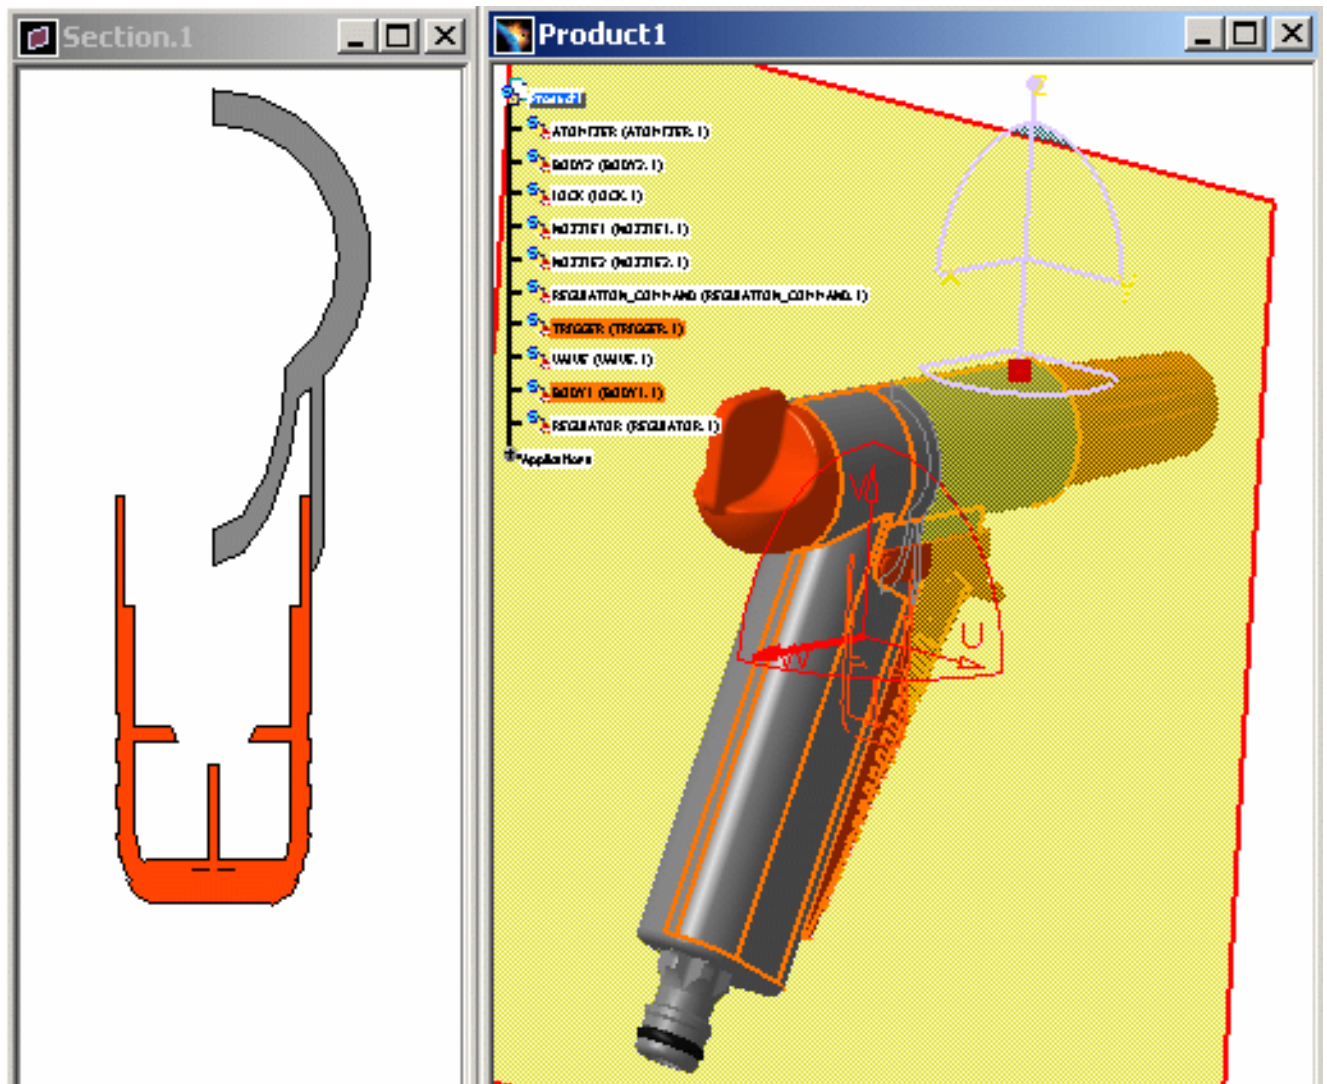 Section.1
Product1
Product1
ATOMIZER (ATOMIZER.1)
BODY2 (BODY2.1)
LOCK (LOCK.1)
NOZZLE1 (NOZZLE1.1)
NOZZLE2 (NOZZLE2.1)
REGULATION_COMMAND (REGULATION_COMMAND.1)
TRIGGER (TRIGGER.1)
VALVE (VALVE.1)
BODY1 (BODY1.1)
REGULATOR (REGULATOR.1)
Applications
Z
X
Y
V
U
W